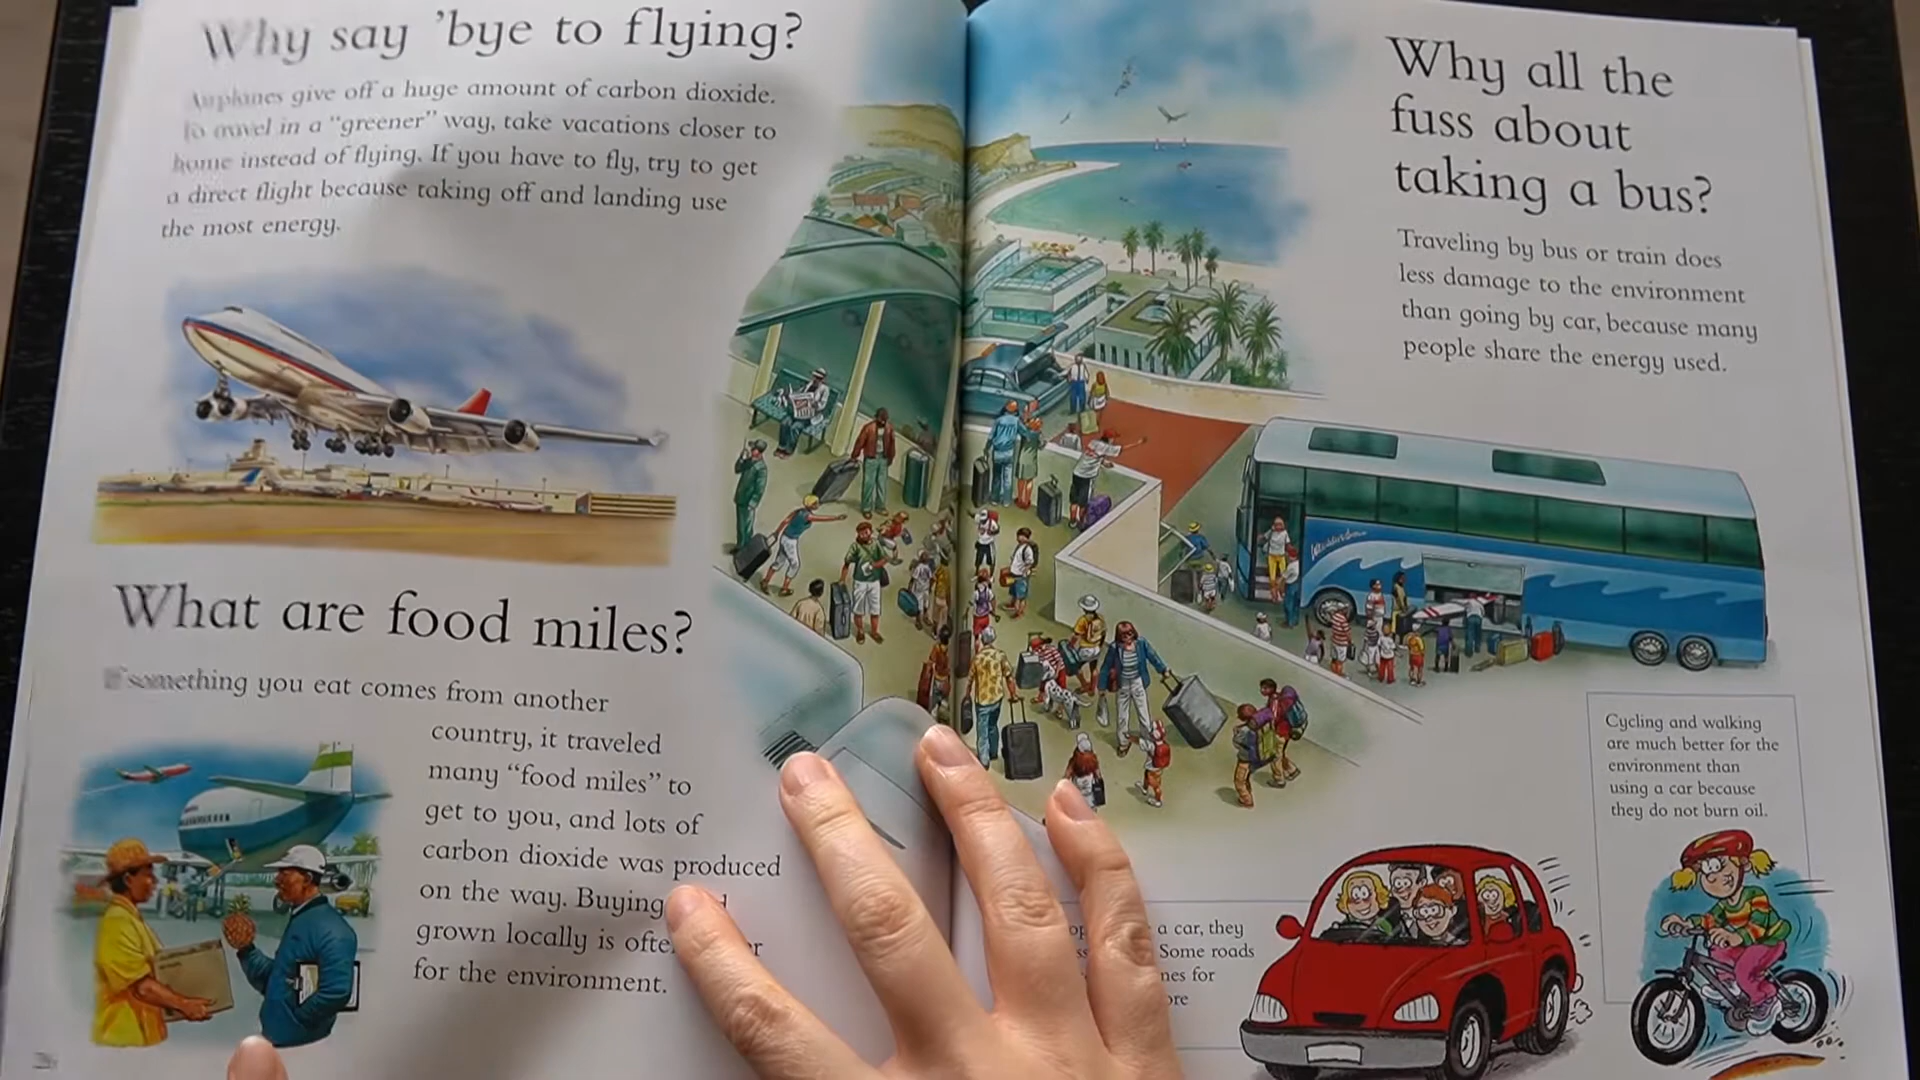 Why say 'bye to flying?
Airplanes give off a huge amount of carbon dioxide.
To travel in a "greener" way, take vacations closer to
home instead of flying. If you have to fly, try to get
a direct flight because taking off and landing use
the most energy.
What are food miles?
If something you eat comes from another
country, it traveled
many "food miles" to
get to you, and lots of
carbon dioxide was produced
on the way. Buying
grown locally is
for the environment.
Why all the
fuss about
taking a bus?
Traveling by bus or train does
less damage to the environment
than going by car, because many
people share the energy used.
Cycling and walking
are much better for the
environment than
using a car because
they do not burn oil.
a car, they
Some roads
for